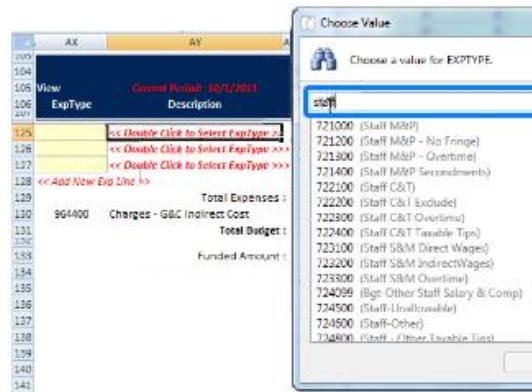 AX AY
104
105 View Current Period: 10/1/2011
106 ExpType Description
125 << Double Click to Select ExpType >>
126 << Double Click to Select ExpType >>>
127 << Double Click to Select ExpType >>>
128 << Add New Exp Line >>
129 Total Expenses :
130 964400 Charges - G&C Indirect Cost
131 Total Budget :
133 Funded Amount :
134
135
136
137
138
139
140
141
Choose Value
Choose a value for EXPTYPE.
staff
721000 (Staff M&P)
721200 (Staff M&P - No Fringe)
721300 (Staff M&P - Overtime)
721400 (Staff M&P Secondments)
722100 (Staff C&T)
722200 (Staff C&T Exclude)
722300 (Staff C&T Overtime)
722400 (Staff C&T Taxable Tips)
723100 (Staff S&M Direct Wages)
723200 (Staff S&M IndirectWages)
723300 (Staff S&M Overtime)
724099 (Bgt-Other Staff Salary & Comp)
724500 (Staff-Unallowable)
724600 (Staff-Other)
724800 (Staff - Other Taxable Tips)